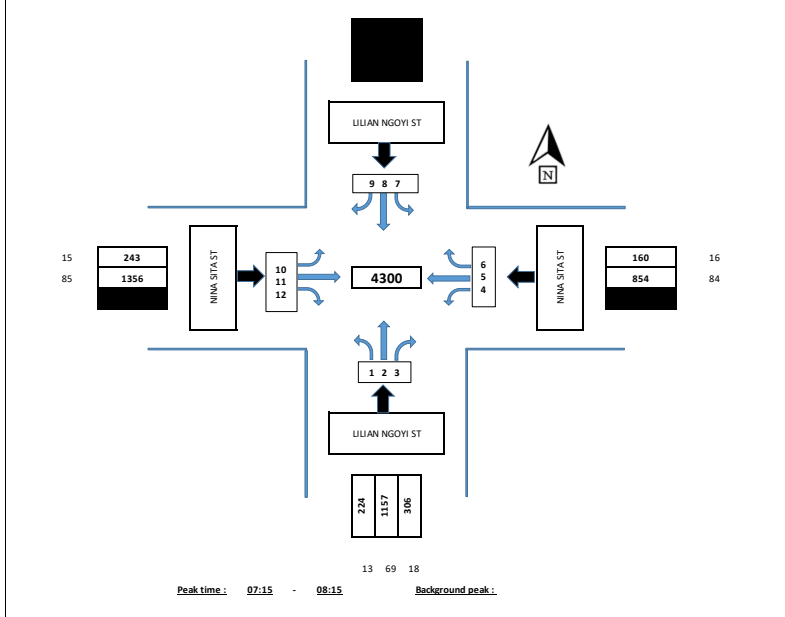 LILIAN NGOYI ST
N
9 8 7
15 243 NINA SITA ST 10 6 NINA SITA ST 160 16
85 1356 11 4300 5 854 84
12 4
1 2 3
LILIAN NGOYI ST
224 1157 306
13 69 18
Peak time : 07:15 - 08:15 Background peak :